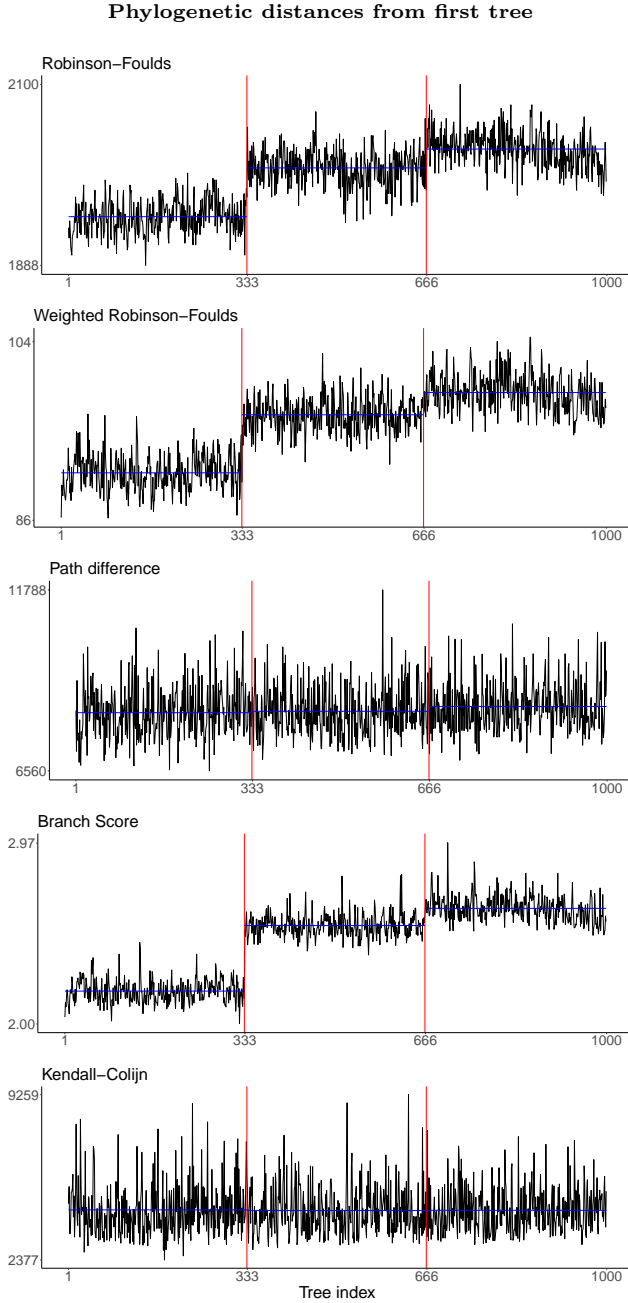 Phylogenetic distances from first tree
Robinson−Foulds
2100
1888
1 333 666 1000
Weighted Robinson−Foulds
104
86
1 333 666 1000
Path difference
11788
6560
1 333 666 1000
Branch Score
2.97
2.00
1 333 666 1000
Kendall−Colijn
9259
2377
1 333 666 1000
Tree index